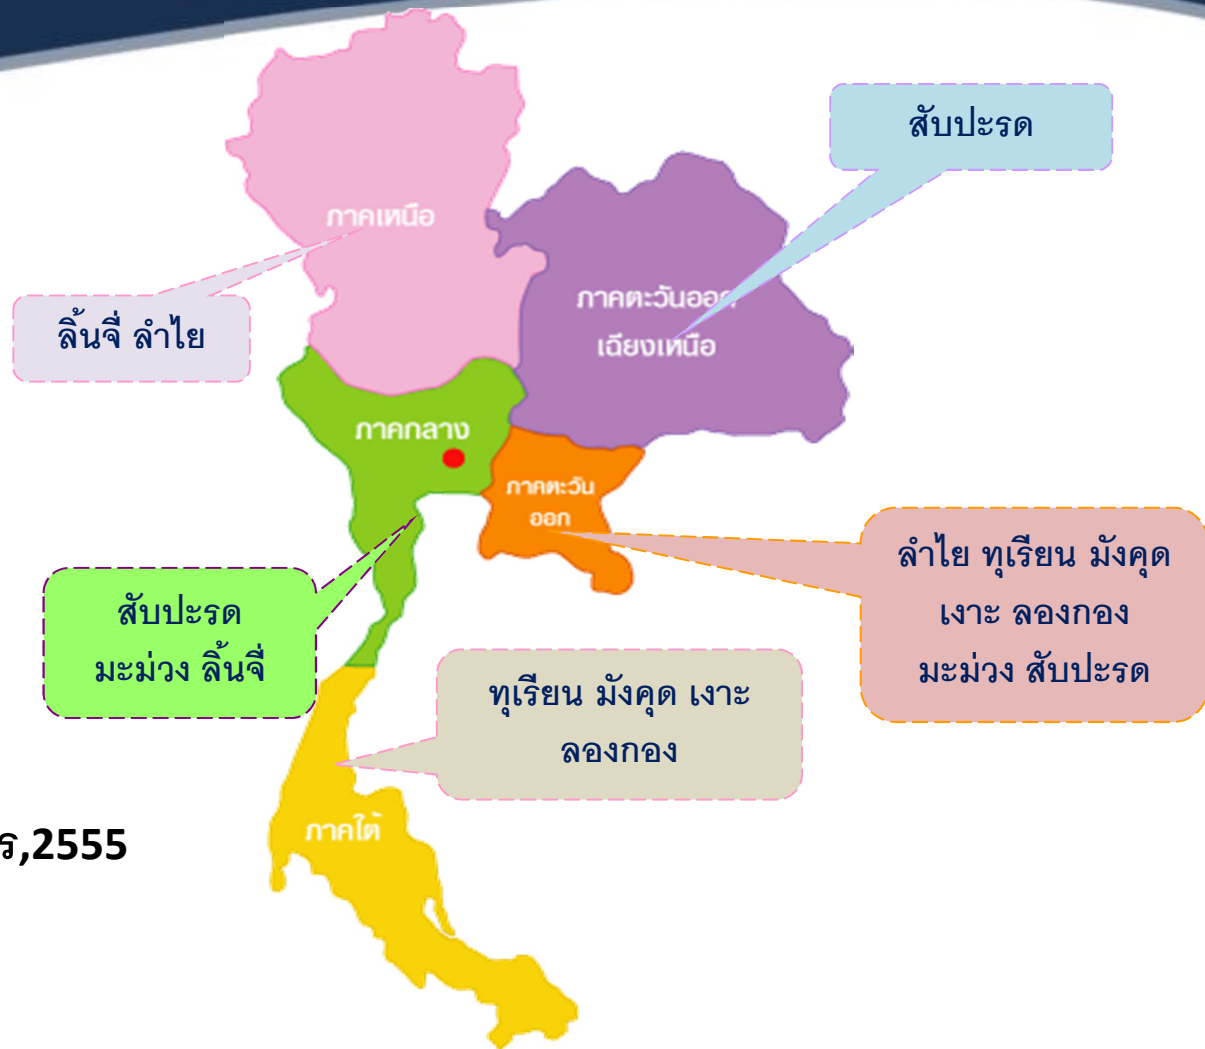 สับปะรด
ภาคเหนือ
ภาคตะวันออก
เฉียงเหนือ
ลิ้นจี่ ลำไย
ภาคกลาง
ภาคตะวัน
ออก
ลำไย ทุเรียน มังคุด
เงาะ ลองกอง
มะม่วง สับปะรด
สับปะรด
มะม่วง ลิ้นจี่
ทุเรียน มังคุด เงาะ
ลองกอง
ภาคใต้
ร,2555